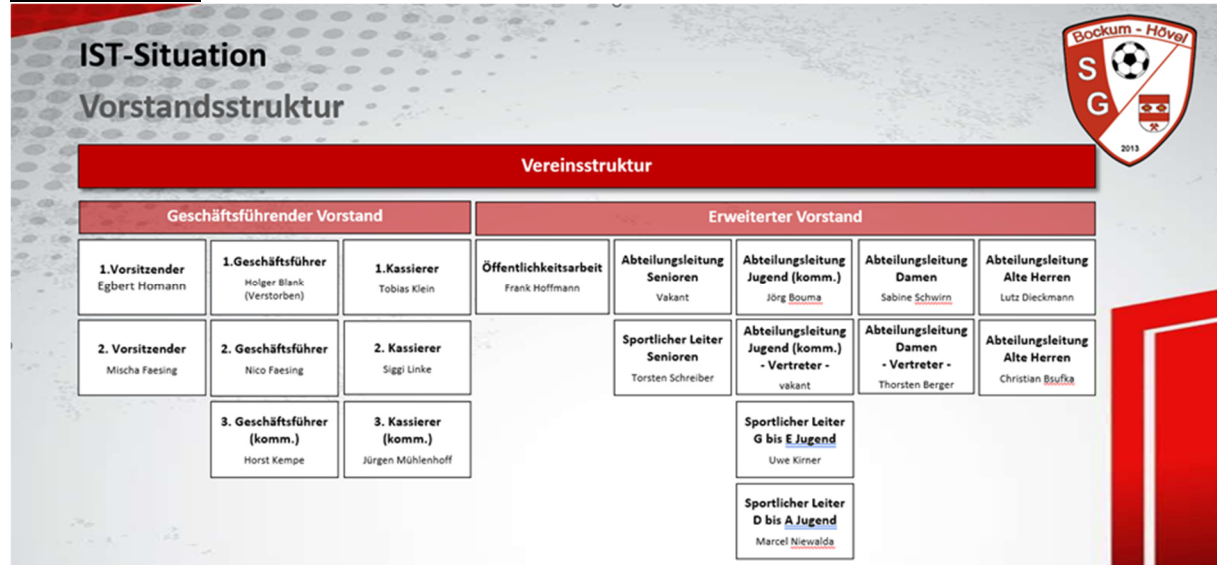 IST-Situation
Vorstandsstruktur
Bockum - Hövel
S
G
2013
Vereinsstruktur
Geschäftsführender Vorstand
Erweiterter Vorstand
1.Vorsitzender
Egbert Homann
1.Geschäftsführer
Holger Blank
(Verstorben)
1.Kassierer
Tobias Klein
Öffentlichkeitsarbeit
Frank Hoffmann
Abteilungsleitung
Senioren
Vakant
Abteilungsleitung
Jugend (komm.)
Jörg Bouma
Abteilungsleitung
Damen
Sabine Schwirn
Abteilungsleitung
Alte Herren
Lutz Dieckmann
2. Vorsitzender
Mischa Faesing
2. Geschäftsführer
Nico Faesing
2. Kassierer
Siggi Linke
Sportlicher Leiter
Senioren
Torsten Schreiber
Abteilungsleitung
Jugend (komm.)
- Vertreter -
vakant
Abteilungsleitung
Damen
- Vertreter -
Thorsten Berger
Abteilungsleitung
Alte Herren
Christian Bsufka
3. Geschäftsführer
(komm.)
Horst Kempe
3. Kassierer
(komm.)
Jürgen Mühlenhoff
Sportlicher Leiter
G bis E Jugend
Uwe Kirner
Sportlicher Leiter
D bis A Jugend
Marcel Niewalda